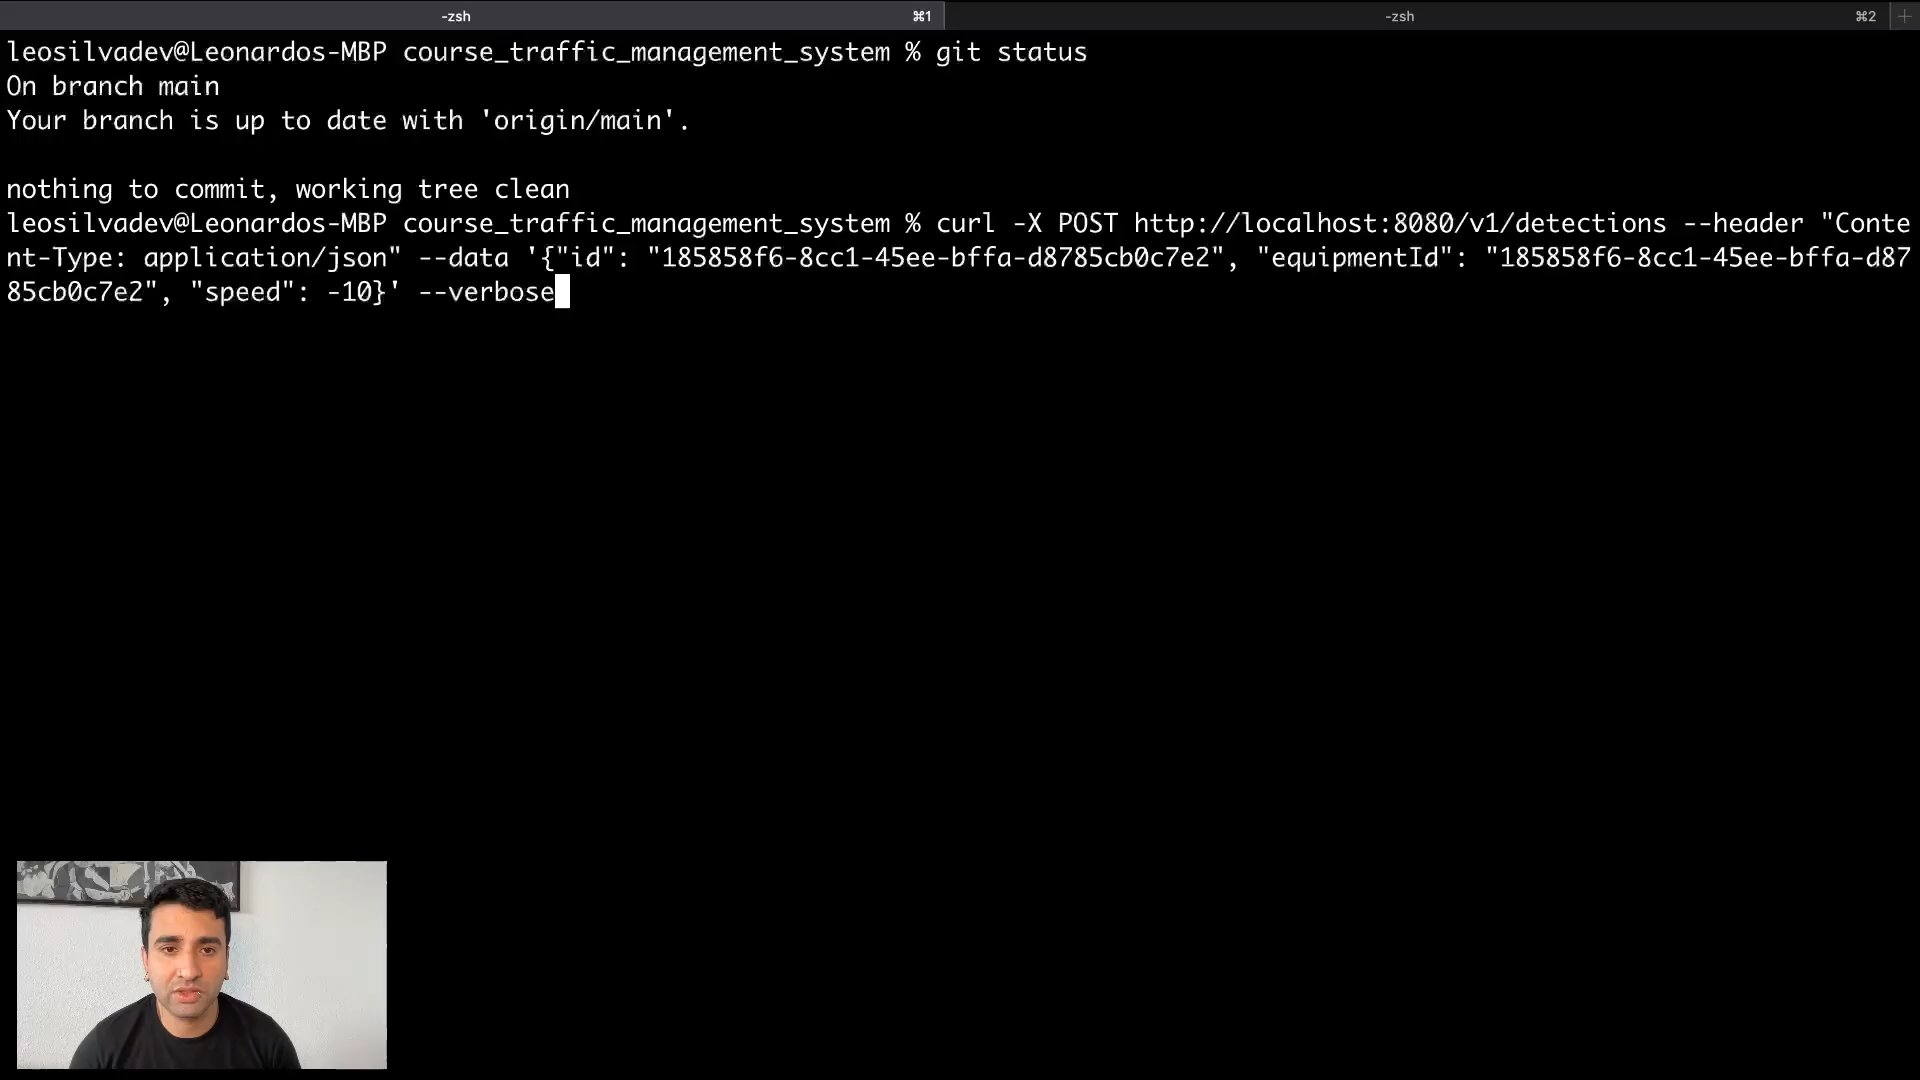 -zsh ⌘1 -zsh ⌘2 +
leosilvadev@Leonardos-MBP course_traffic_management_system % git status
On branch main
Your branch is up to date with 'origin/main'.
nothing to commit, working tree clean
leosilvadev@Leonardos-MBP course_traffic_management_system % curl -X POST http://localhost:8080/v1/detections --header "Conte
nt-Type: application/json" --data '{"id": "185858f6-8cc1-45ee-bffa-d8785cb0c7e2", "equipmentId": "185858f6-8cc1-45ee-bffa-d87
85cb0c7e2", "speed": -10}' --verbose